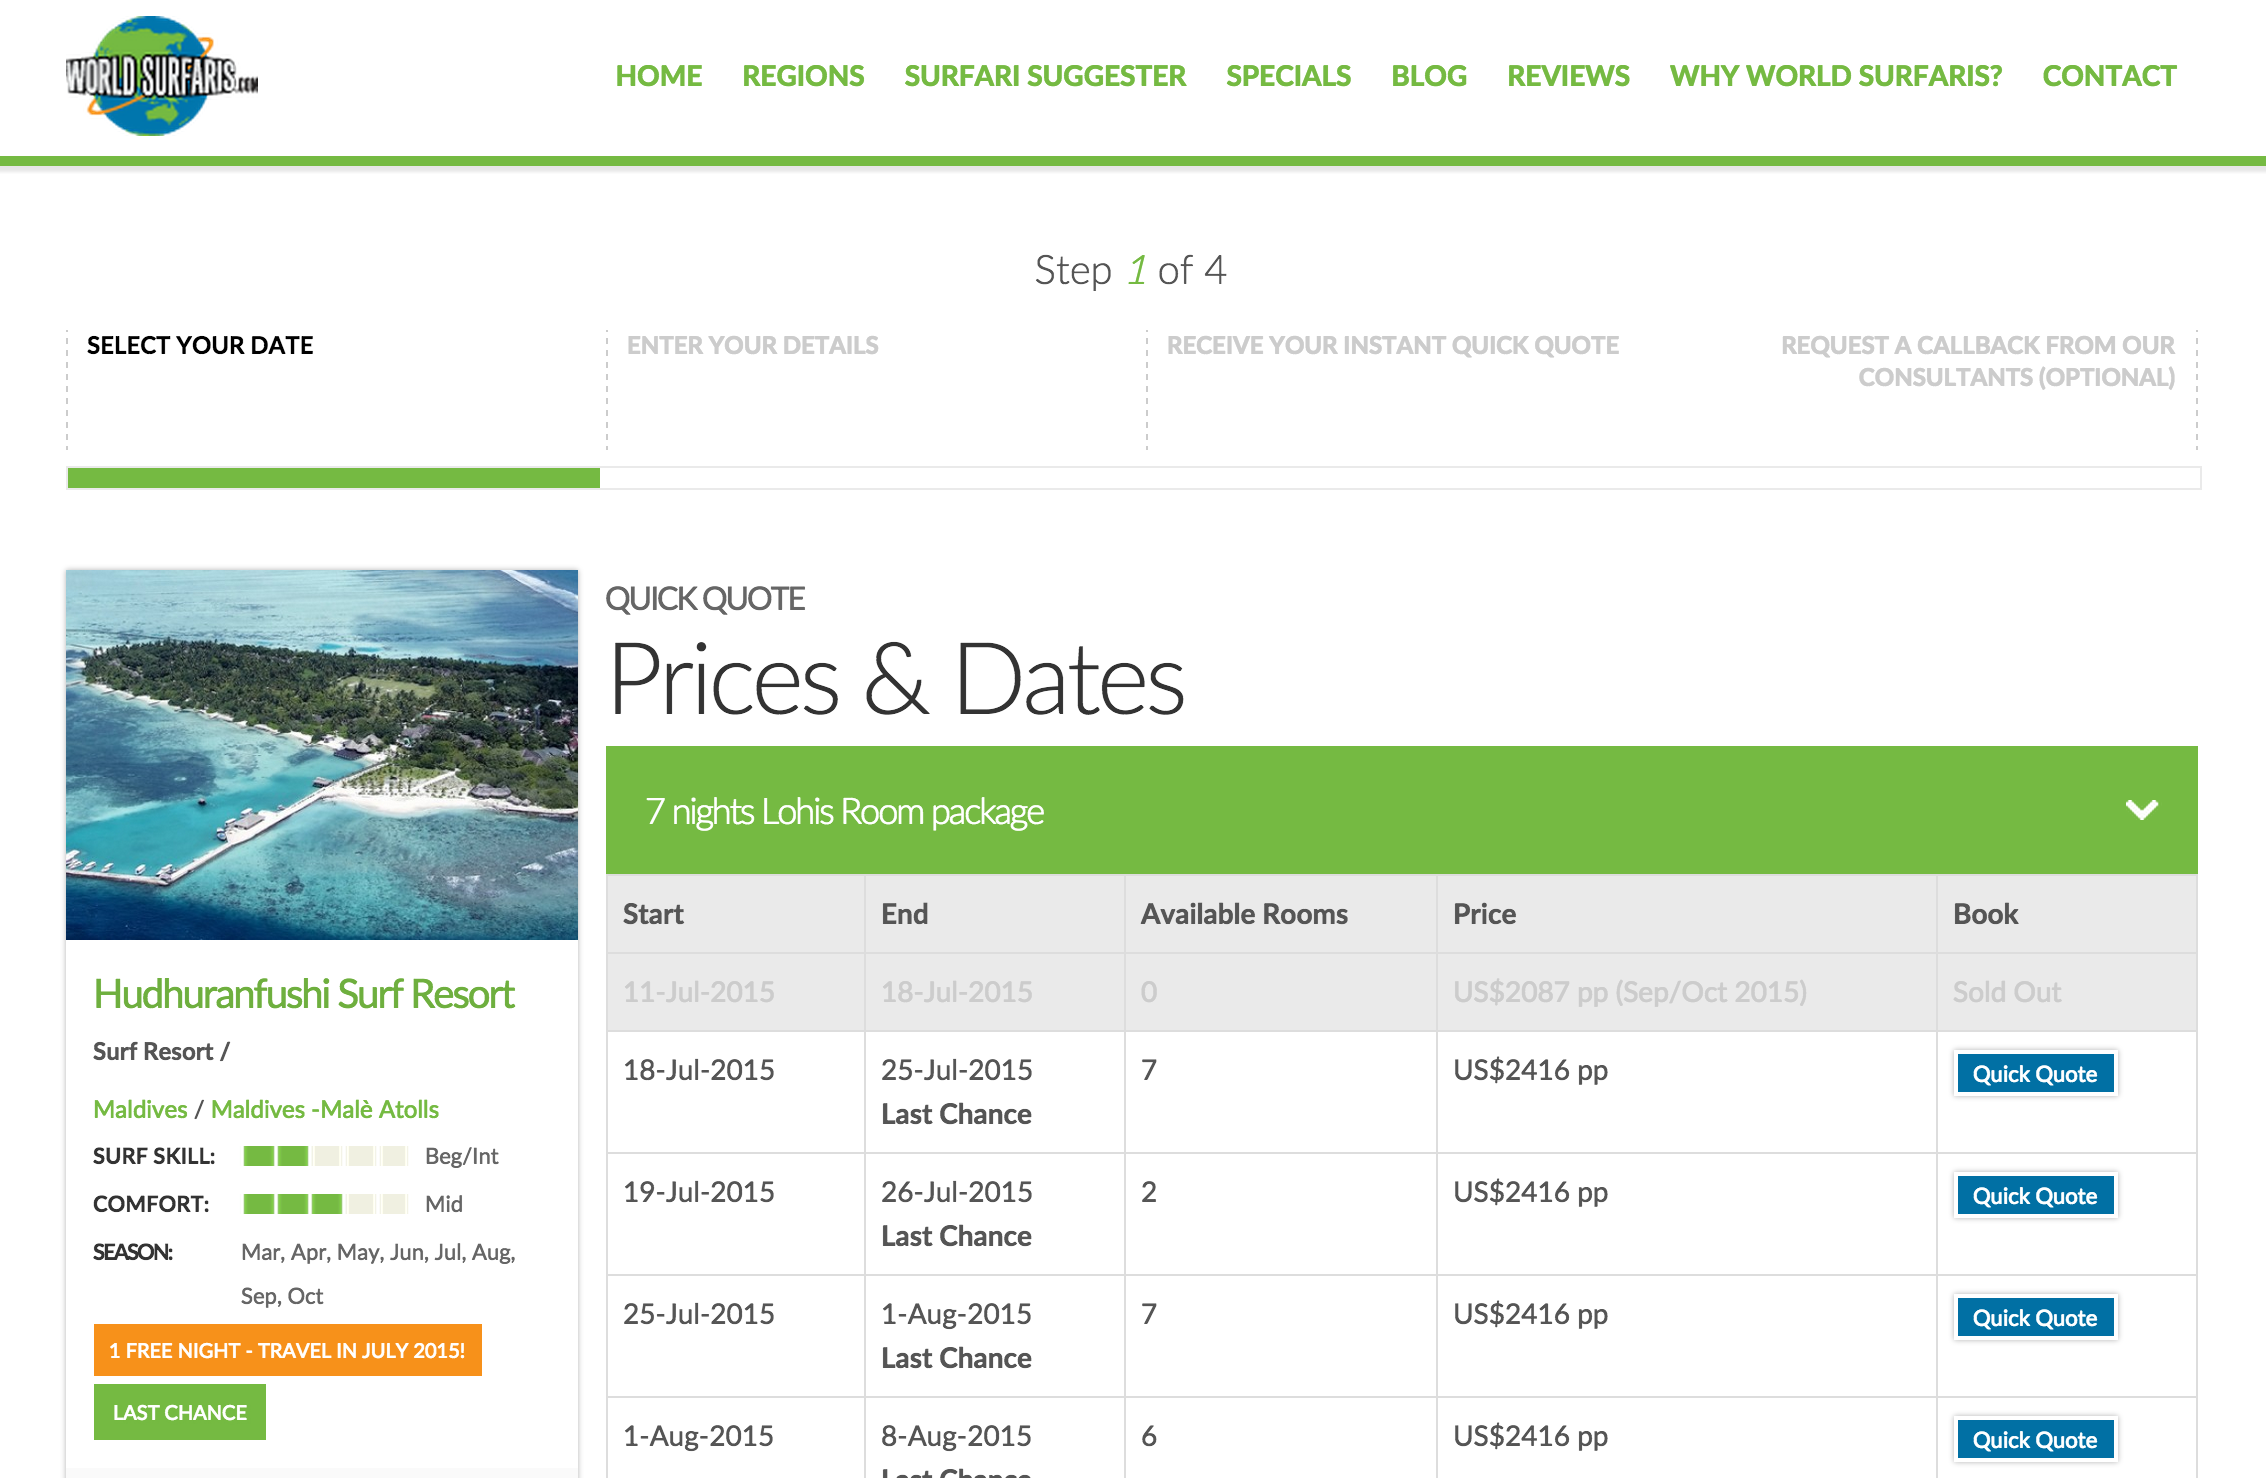 WORLD SURFARIS.COM
HOME REGIONS SURFARI SUGGESTER SPECIALS BLOG REVIEWS WHY WORLD SURFARIS? CONTACT
Step 1 of 4
SELECT YOUR DATE
ENTER YOUR DETAILS
RECEIVE YOUR INSTANT QUICK QUOTE
REQUEST A CALLBACK FROM OUR
CONSULTANTS (OPTIONAL)
Hudhuranfushi Surf Resort
Surf Resort /
Maldives / Maldives -Malè Atolls
SURF SKILL: Beg/Int
COMFORT: Mid
SEASON: Mar, Apr, May, Jun, Jul, Aug,
Sep, Oct
1 FREE NIGHT - TRAVEL IN JULY 2015!
LAST CHANCE
QUICK QUOTE
Prices & Dates
7 nights Lohis Room package
Start End Available Rooms Price Book
11-Jul-2015 18-Jul-2015 0 US$2087 pp (Sep/Oct 2015) Sold Out
18-Jul-2015 25-Jul-2015 7 US$2416 pp Quick Quote
Last Chance
19-Jul-2015 26-Jul-2015 2 US$2416 pp Quick Quote
Last Chance
25-Jul-2015 1-Aug-2015 7 US$2416 pp Quick Quote
Last Chance
1-Aug-2015 8-Aug-2015 6 US$2416 pp Quick Quote
Last Chance